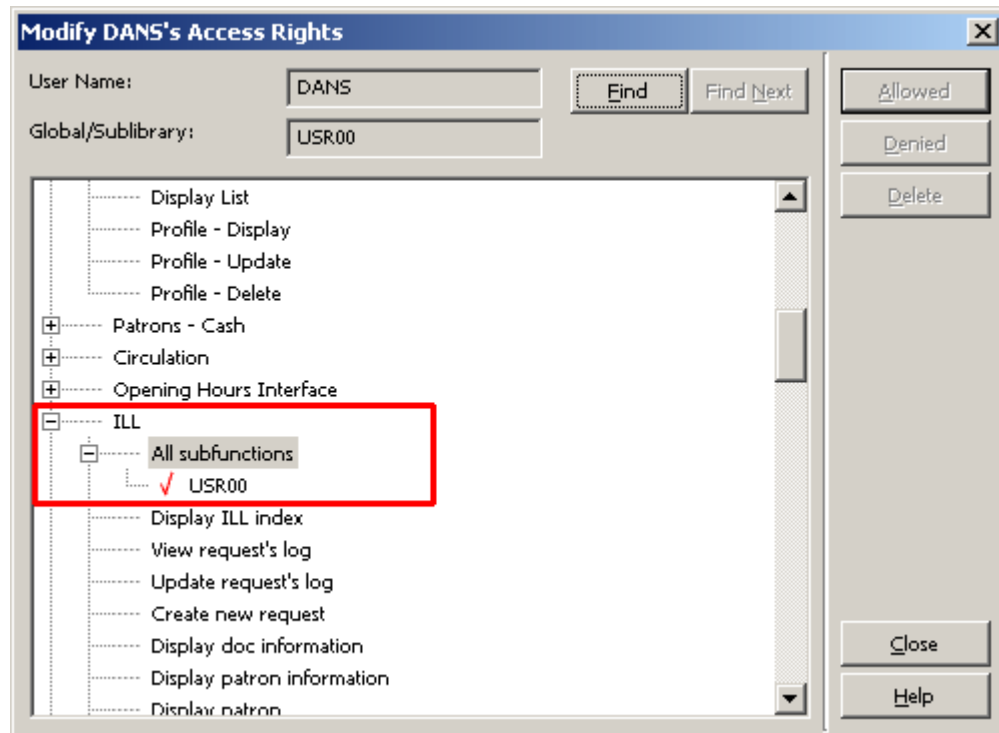 Modify DANS's Access Rights
User Name:
DANS
Find
Find Next
Allowed
Global/Sublibrary:
USR00
Denied
Delete
Display List
Profile - Display
Profile - Update
Profile - Delete
Patrons - Cash
Circulation
Opening Hours Interface
ILL
All subfunctions
USR00
Display ILL index
View request's log
Update request's log
Create new request
Display doc information
Display patron information
Display patron
Close
Help